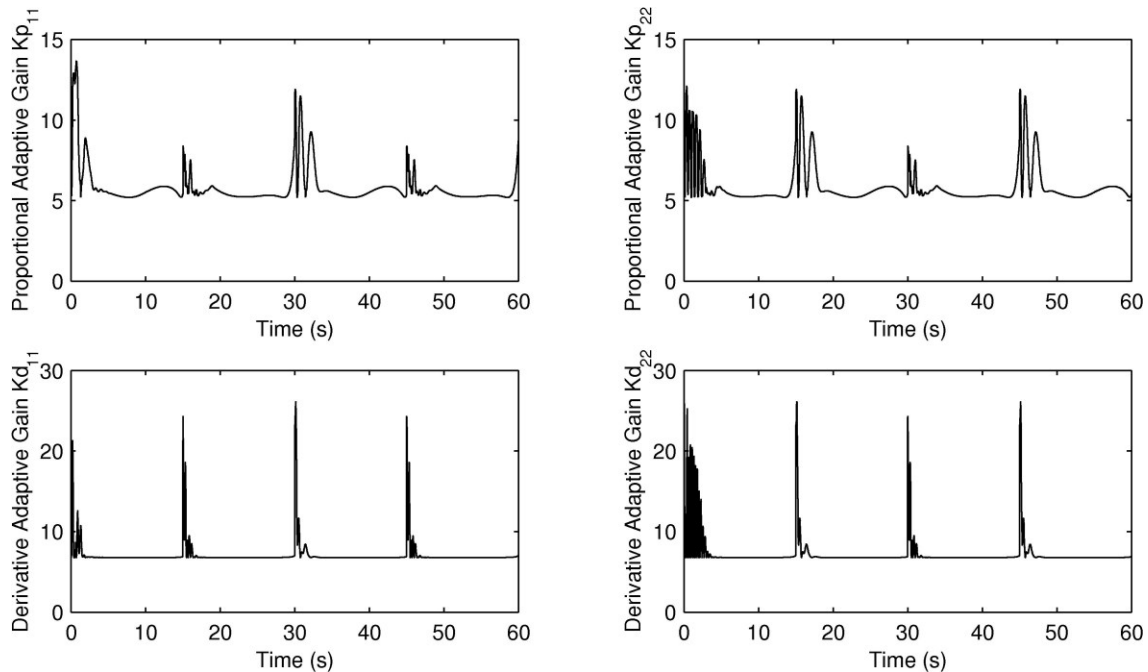 Proportional Adaptive Gain Kp11
15
10
5
0
0 10 20 30 40 50 60
Time (s)
Proportional Adaptive Gain Kp22
15
10
5
0
0 10 20 30 40 50 60
Time (s)
Derivative Adaptive Gain Kd11
30
20
10
0
0 10 20 30 40 50 60
Time (s)
Derivative Adaptive Gain Kd22
30
20
10
0
0 10 20 30 40 50 60
Time (s)